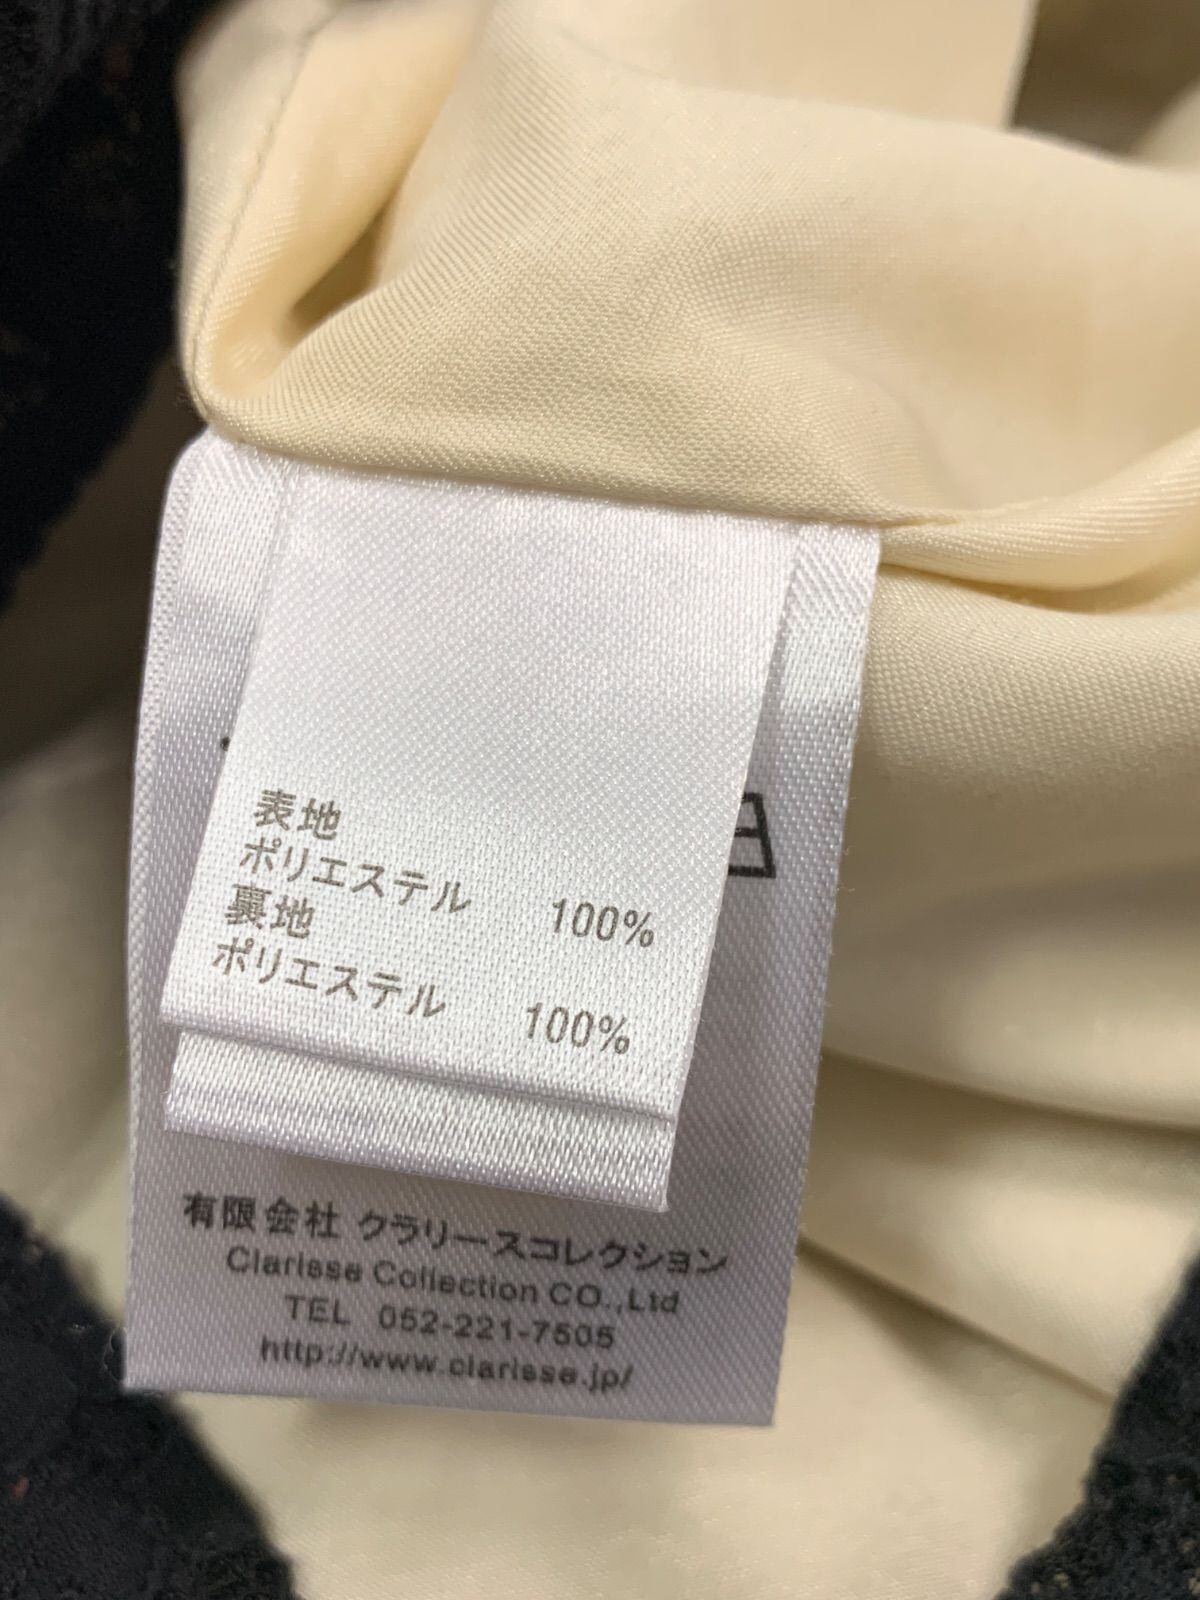 表地
ポリエステル 100%
裏地
ポリエステル 100%
有限会社 クラリースコレクション
Clarisse Collection CO.,Ltd
TEL 052-221-7505
http://www.clarisse.jp/